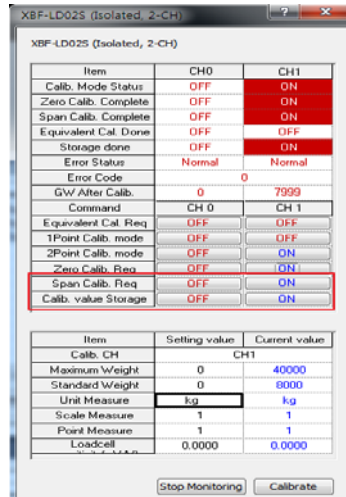 XBF-LD02S (Isolated, 2-CH)
XBF-LD02S (Isolated, 2-CH)
Item CH0 CH1
Calib. Mode Status OFF ON
Zero Calib. Complete OFF ON
Span Calib. Complete OFF ON
Equivalent Cal. Done OFF OFF
Storage done OFF ON
Error Status Normal Normal
Error Code 0
GW After Calib. 0 7999
Command CH 0 CH 1
Equivalent Cal. Req OFF OFF
1Point Calib. mode OFF OFF
2Point Calib. mode OFF ON
Zero Calib. Req OFF ON
Span Calib. Req OFF ON
Calib. value Storage OFF ON
Item Setting value Current value
Calib. CH CH1
Maximum Weight 0 40000
Standard Weight 0 8000
Unit Measure kg kg
Scale Measure 1 1
Point Measure 1 1
Loadcell 0.0000 0.0000
Stop Monitoring Calibrate